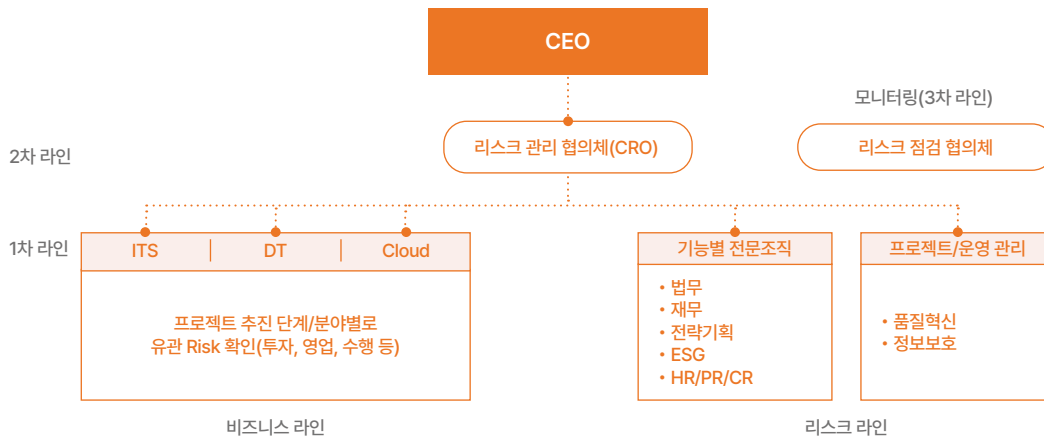 CEO
모니터링(3차 라인)
2차 라인
리스크 관리 협의체(CRO)
리스크 점검 협의체
1차 라인
ITS | DT | Cloud
기능별 전문조직
프로젝트/운영 관리
프로젝트 추진 단계/분야별로
유관 Risk 확인(투자, 영업, 수행 등)
• 법무
• 재무
• 전략기획
• ESG
• HR/PR/CR
• 품질혁신
• 정보보호
비즈니스 라인
리스크 라인